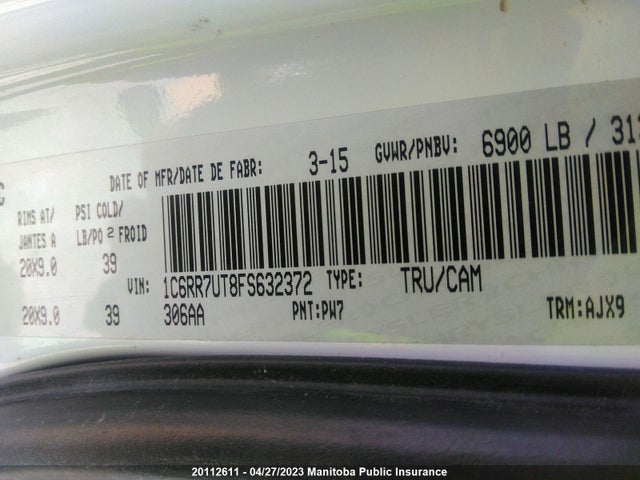 C
DATE OF MFR/DATE DE FABR: 3-15 GVWR/PNBV: 6900 LB / 313
RIMS AT/ PSI COLD/
JANTES A LB/PO 2 FROID
20X9.0 39
VIN: 1C6RR7UT8FS632372 TYPE: TRU/CAM
20X9.0 39 306AA PNT:PW7 TRM:AJX9
20112611 - 04/27/2023 Manitoba Public Insurance